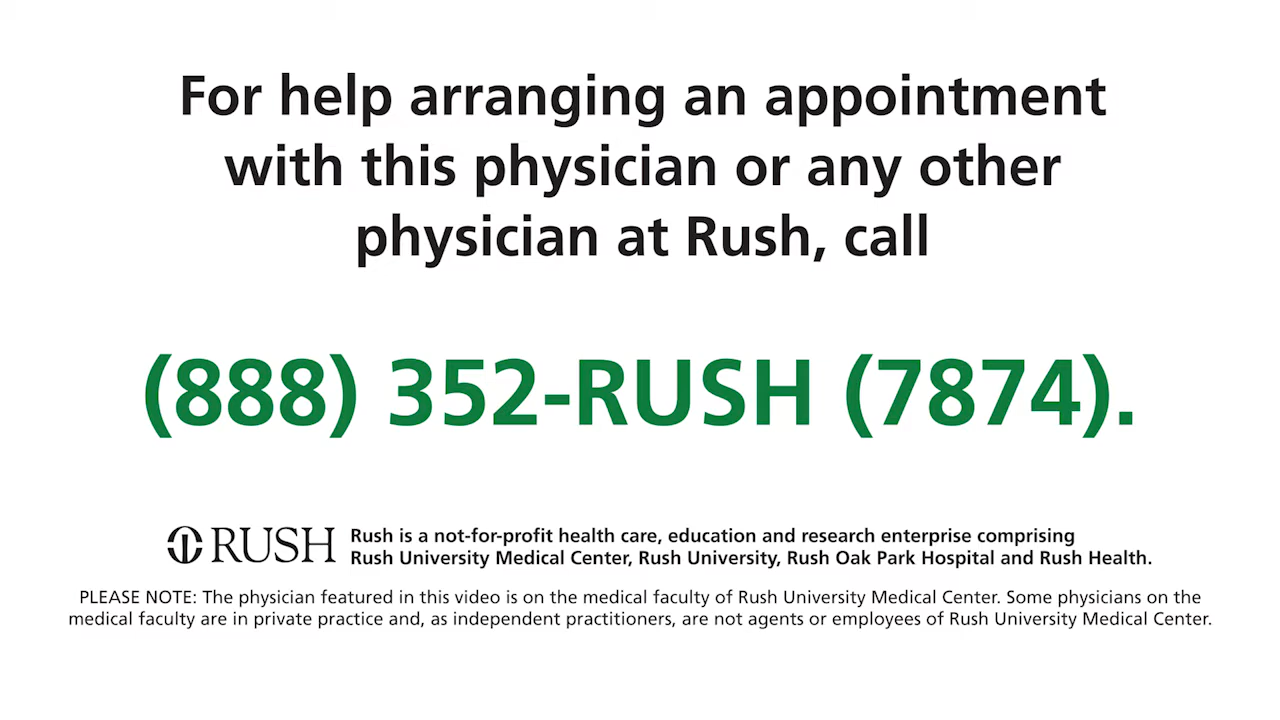 For help arranging an appointment
with this physician or any other
physician at Rush, call
(888) 352-RUSH (7874).
RUSH
Rush is a not-for-profit health care, education and research enterprise comprising
Rush University Medical Center, Rush University, Rush Oak Park Hospital and Rush Health.
PLEASE NOTE: The physician featured in this video is on the medical faculty of Rush University Medical Center. Some physicians on the
medical faculty are in private practice and, as independent practitioners, are not agents or employees of Rush University Medical Center.